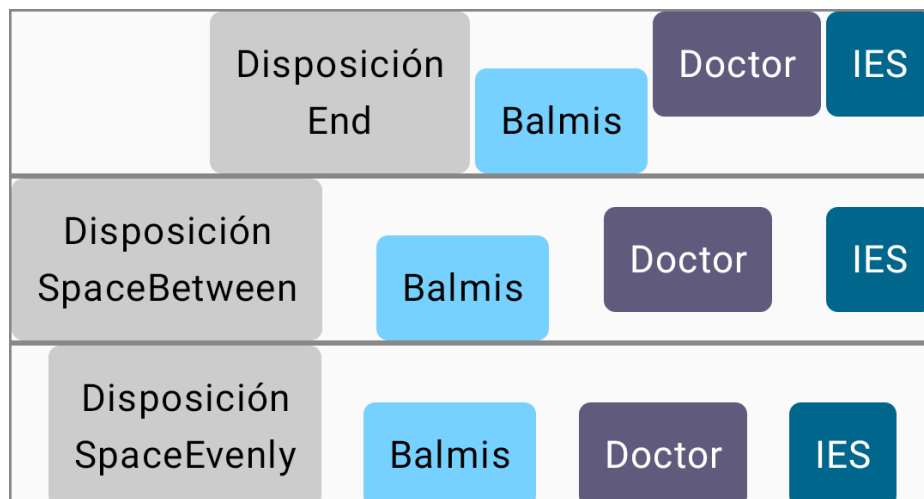 Disposición
End
Balmis
Doctor
IES
Disposición
SpaceBetween
Balmis
Doctor
IES
Disposición
SpaceEvenly
Balmis
Doctor
IES